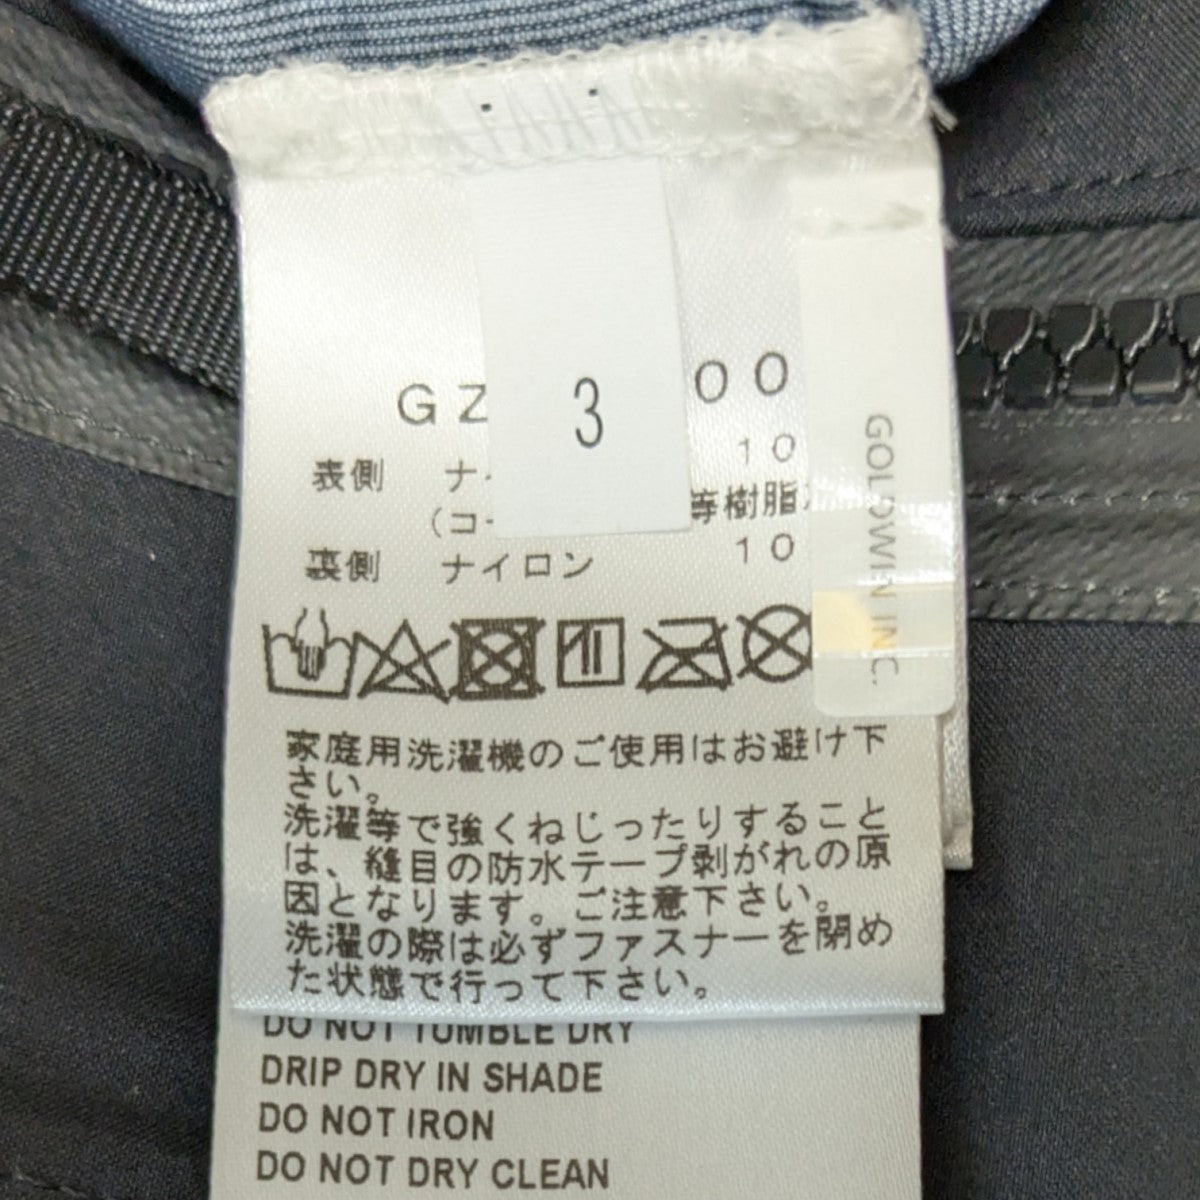 GZ 00
3
表側 ナイ 10
(コー 等樹脂
裏側 ナイロン 10
GOLDWIN INC.
家庭用洗濯機のご使用はお避け下
さい。
洗濯等で強くねじったりすること
は、縫目の防水テープ剥がれの原
因となります。ご注意下さい。
洗濯の際は必ずファスナーを閉め
た状態で行って下さい。
DO NOT TUMBLE DRY
DRIP DRY IN SHADE
DO NOT IRON
DO NOT DRY CLEAN